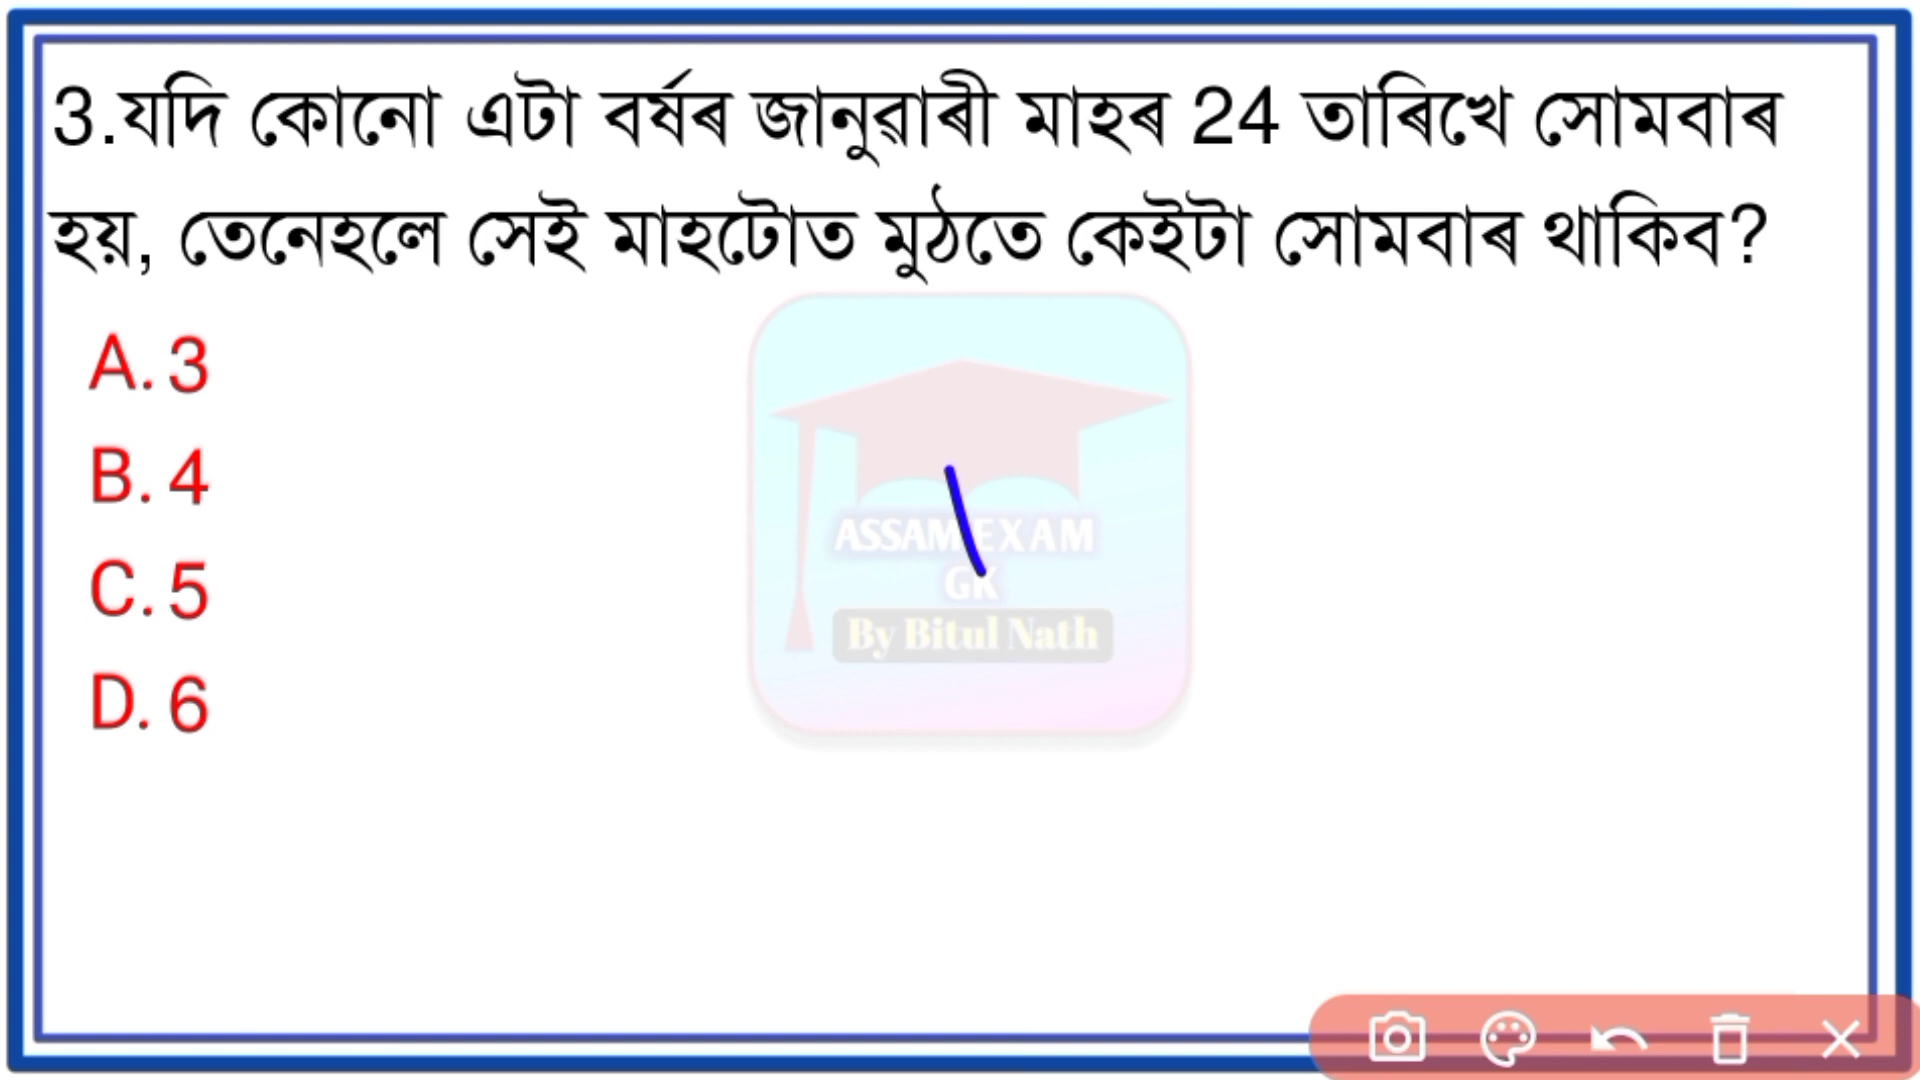 3.যদি কোনো এটা বৰ্ষৰ জানুৱাৰী মাহৰ 24 তাৰিখে সোমবাৰ
হয়, তেনেহলে সেই মাহটোত মুঠতে কেইটা সোমবাৰ থাকিব?
A. 3
B. 4
C. 5
D. 6
ASSAM EXAM
GK
By Bitul Nath